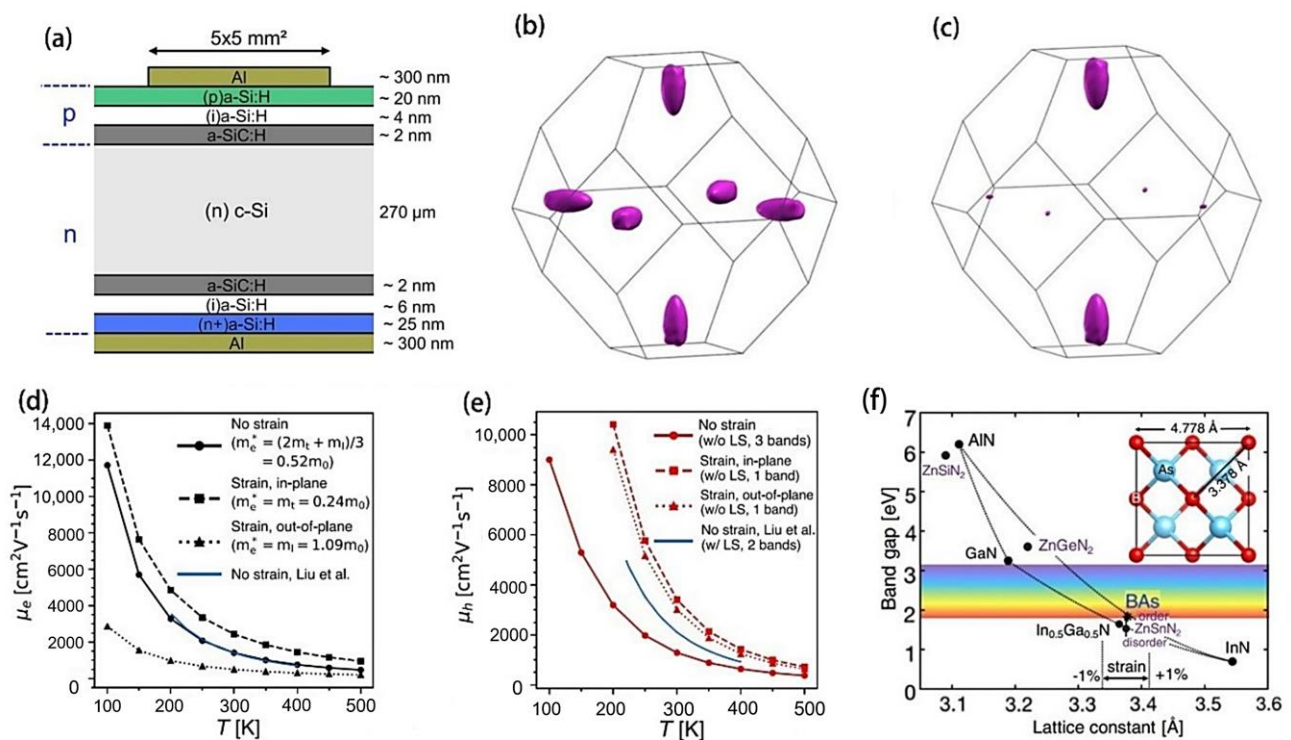 (a)
5x5 mm²
Al
~ 300 nm
(p)a-Si:H
~ 20 nm
p
(i)a-Si:H
~ 4 nm
a-SiC:H
~ 2 nm
(n) c-Si
270 μm
n
a-SiC:H
~ 2 nm
(i)a-Si:H
~ 6 nm
(n+)a-Si:H
~ 25 nm
Al
~ 300 nm
(b)
(c)
(d)
14,000
12,000
10,000
8000
6000
4000
2000
0
μe [cm²V⁻¹s⁻¹]
No strain
(m*e = (2mt + ml)/3
= 0.52m0)
Strain, in-plane
(m*e = mt = 0.24m0)
Strain, out-of-plane
(m*e = ml = 1.09m0)
No strain, Liu et al.
100 200 300 400 500
T [K]
(e)
10,000
8000
6000
4000
2000
0
μh [cm²V⁻¹s⁻¹]
No strain
(w/o LS, 3 bands)
Strain, in-plane
(w/o LS, 1 band)
Strain, out-of-plane
(w/o LS, 1 band)
No strain, Liu et al.
(w/ LS, 2 bands)
100 200 300 400 500
T [K]
(f)
7
6
5
4
3
2
1
0
Band gap [eV]
AlN
ZnSiN₂
GaN
ZnGeN₂
4.778 Å
As
B
3.378 Å
BAs
order
In0.5Ga0.5N
ZnSnN₂
disorder
InN
-1%
strain
+1%
3.1 3.2 3.3 3.4 3.5 3.6
Lattice constant [Å]